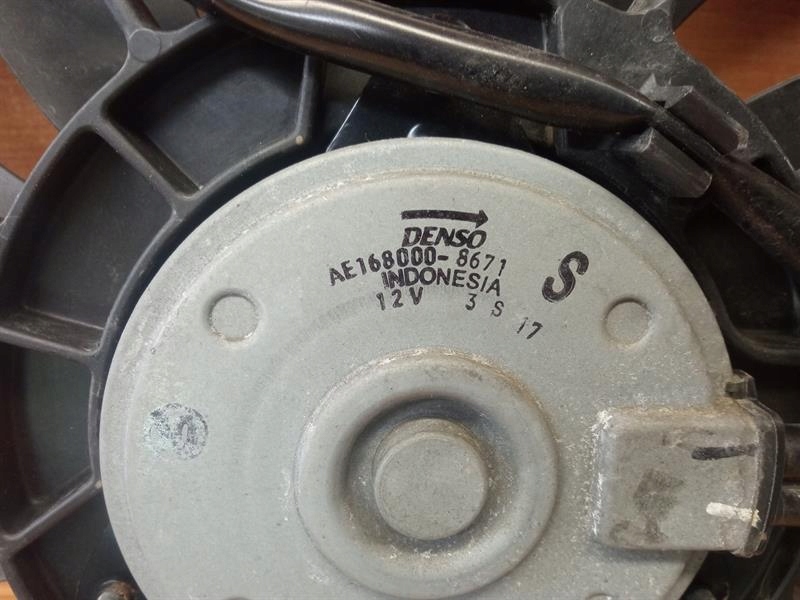 DENSO
AE168000-8671 S
INDONESIA
12V 3 S 17